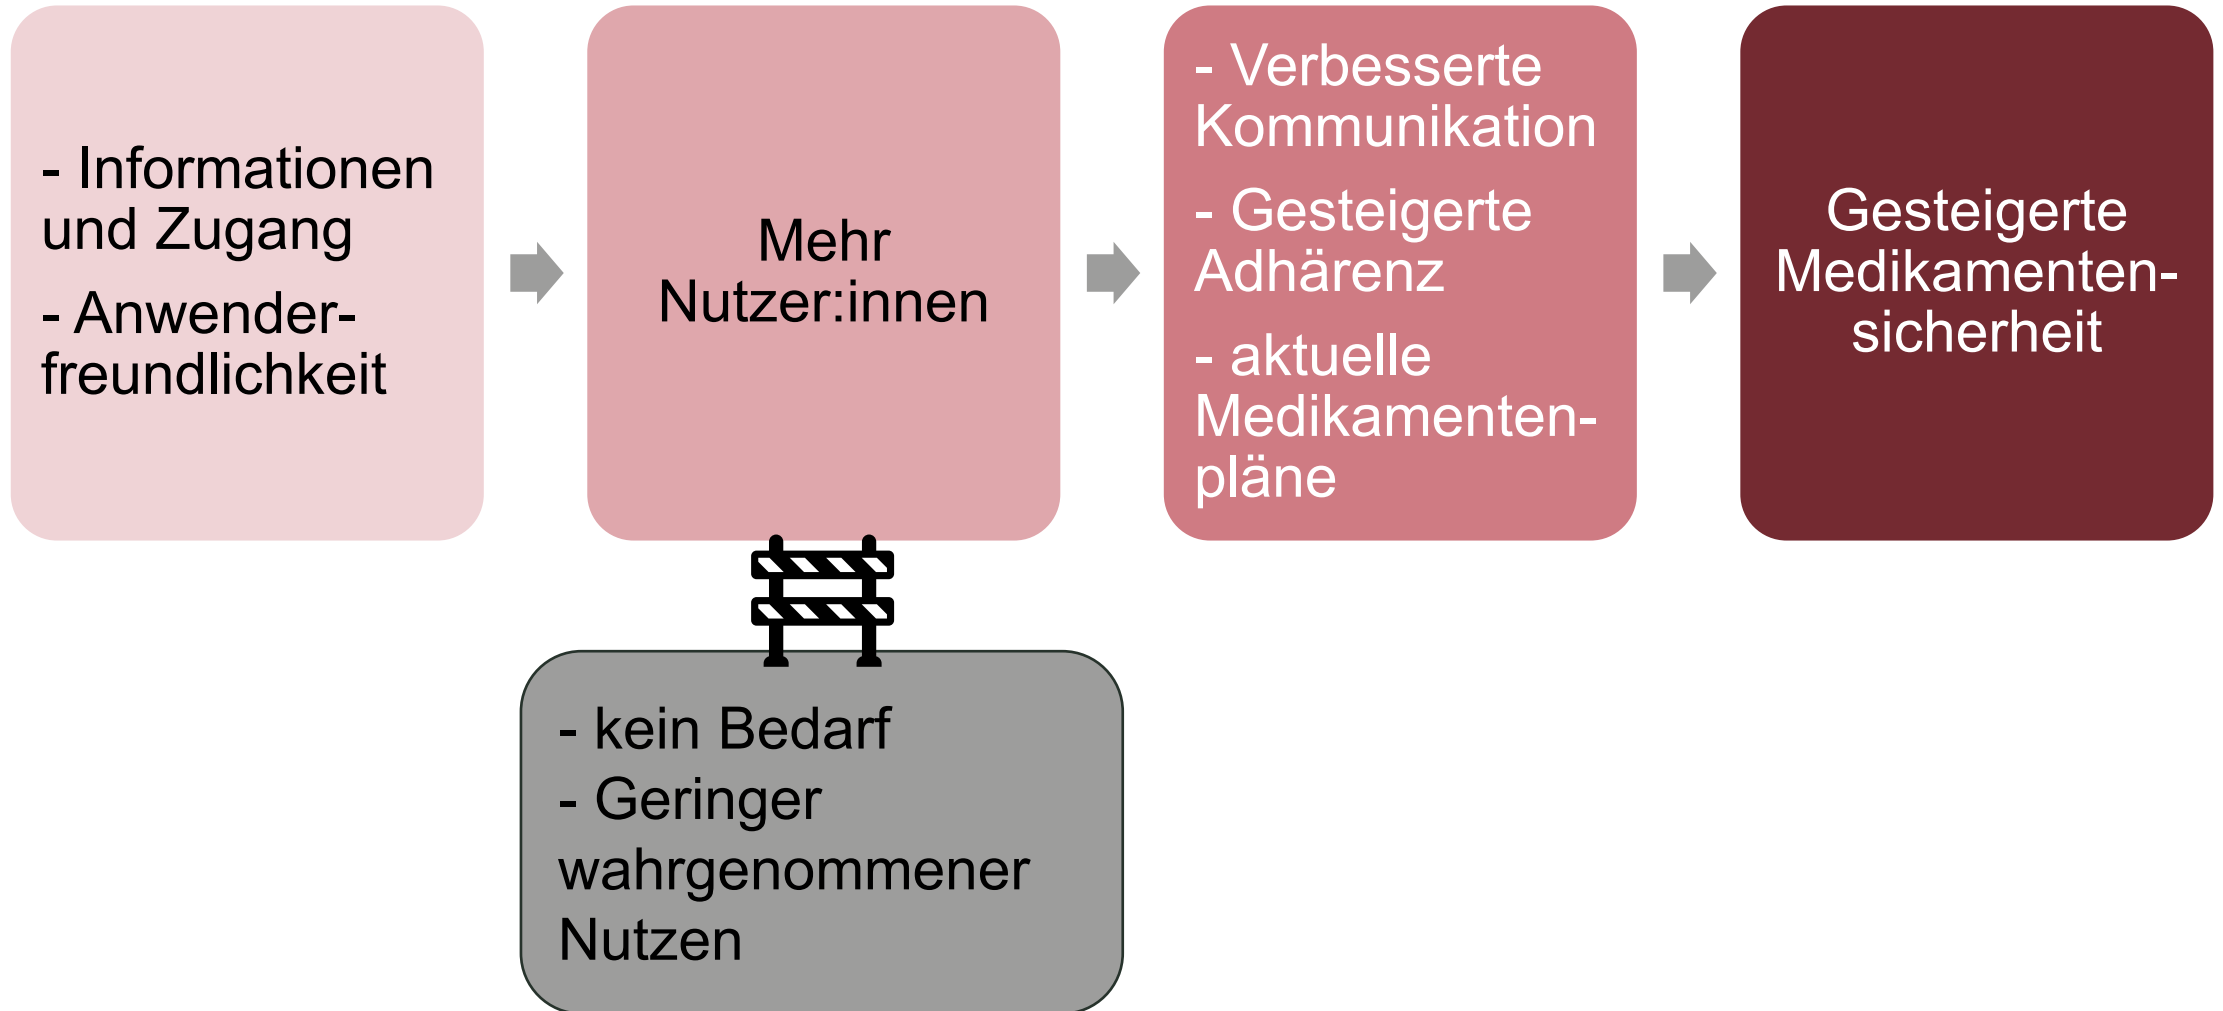 - Informationen
und Zugang
- Anwender-
freundlichkeit
Mehr
Nutzer:innen
- Verbesserte
Kommunikation
- Gesteigerte
Adhärenz
- aktuelle
Medikamenten-
pläne
Gesteigerte
Medikamenten-
sicherheit
- kein Bedarf
- Geringer
wahrgenommener
Nutzen